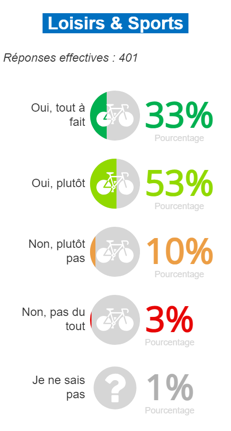 Loisirs & Sports
Réponses effectives : 401
Oui, tout à
fait
33%
Pourcentage
Oui, plutôt
53%
Pourcentage
Non, plutôt
pas
10%
Pourcentage
Non, pas du
tout
3%
Pourcentage
Je ne sais
pas
?
1%
Pourcentage